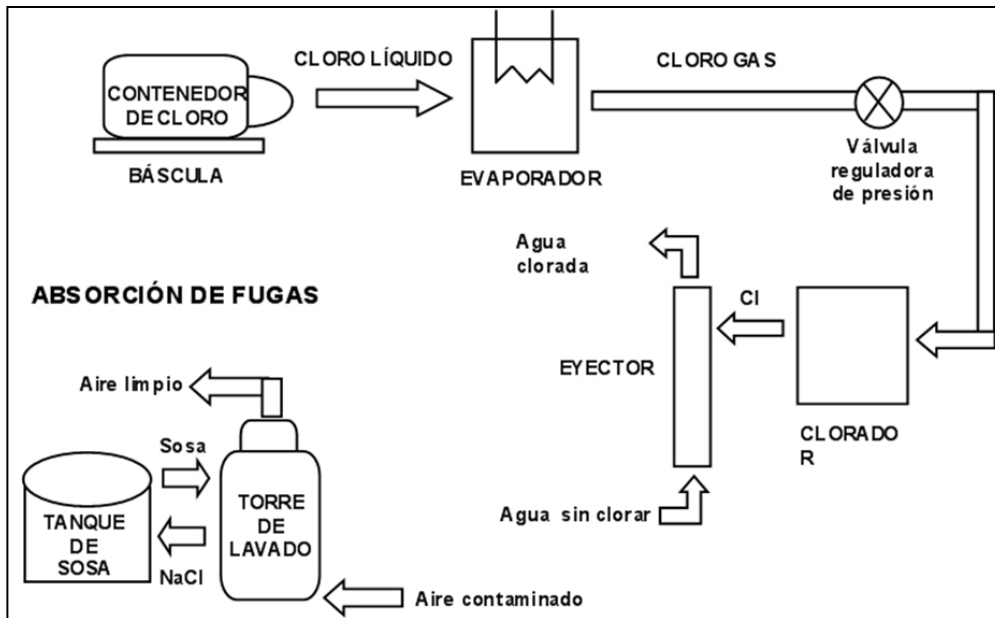 CONTENEDOR
DE CLORO
BÁSCULA
CLORO LÍQUIDO
EVAPORADOR
CLORO GAS
Válvula
reguladora
de presión
Agua
clorada
Cl
EYECTOR
CLORADO
R
Agua sin clorar
ABSORCIÓN DE FUGAS
Aire limpio
Sosa
TANQUE
DE
SOSA
NaCl
TORRE
DE
LAVADO
Aire contaminado